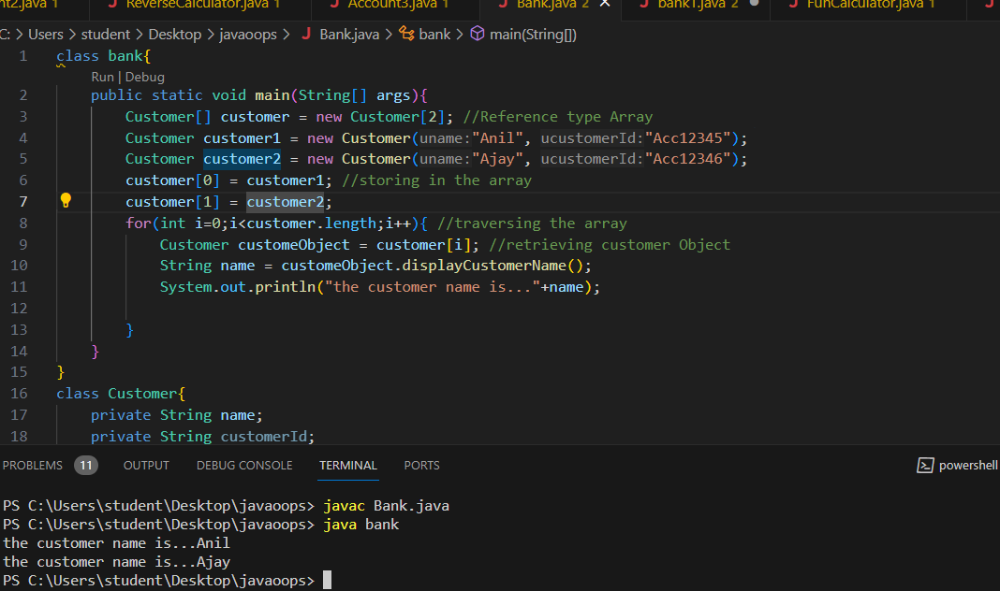 nt2.java 1 ReverseCalculator.java 1 Account3.java 1 Bank.java 2 bank1.java 2 FunCalculator.java 1
C: > Users > student > Desktop > javaoops > J Bank.java > bank > main(String[])
1 class bank{
Run | Debug
2 public static void main(String[] args){
3 Customer[] customer = new Customer[2]; //Reference type Array
4 Customer customer1 = new Customer(uname:"Anil", ucustomerId:"Acc12345");
5 Customer customer2 = new Customer(uname:"Ajay", ucustomerId:"Acc12346");
6 customer[0] = customer1; //storing in the array
7 customer[1] = customer2;
8 for(int i=0;i<customer.length;i++){ //traversing the array
9 Customer customeObject = customer[i]; //retrieving customer Object
10 String name = customeObject.displayCustomerName();
11 System.out.println("the customer name is..."+name);
12
13 }
14 }
15 }
16 class Customer{
17 private String name;
18 private String customerId;
PROBLEMS 11 OUTPUT DEBUG CONSOLE TERMINAL PORTS powershell
PS C:\Users\student\Desktop\javaoops> javac Bank.java
PS C:\Users\student\Desktop\javaoops> java bank
the customer name is...Anil
the customer name is...Ajay
PS C:\Users\student\Desktop\javaoops>